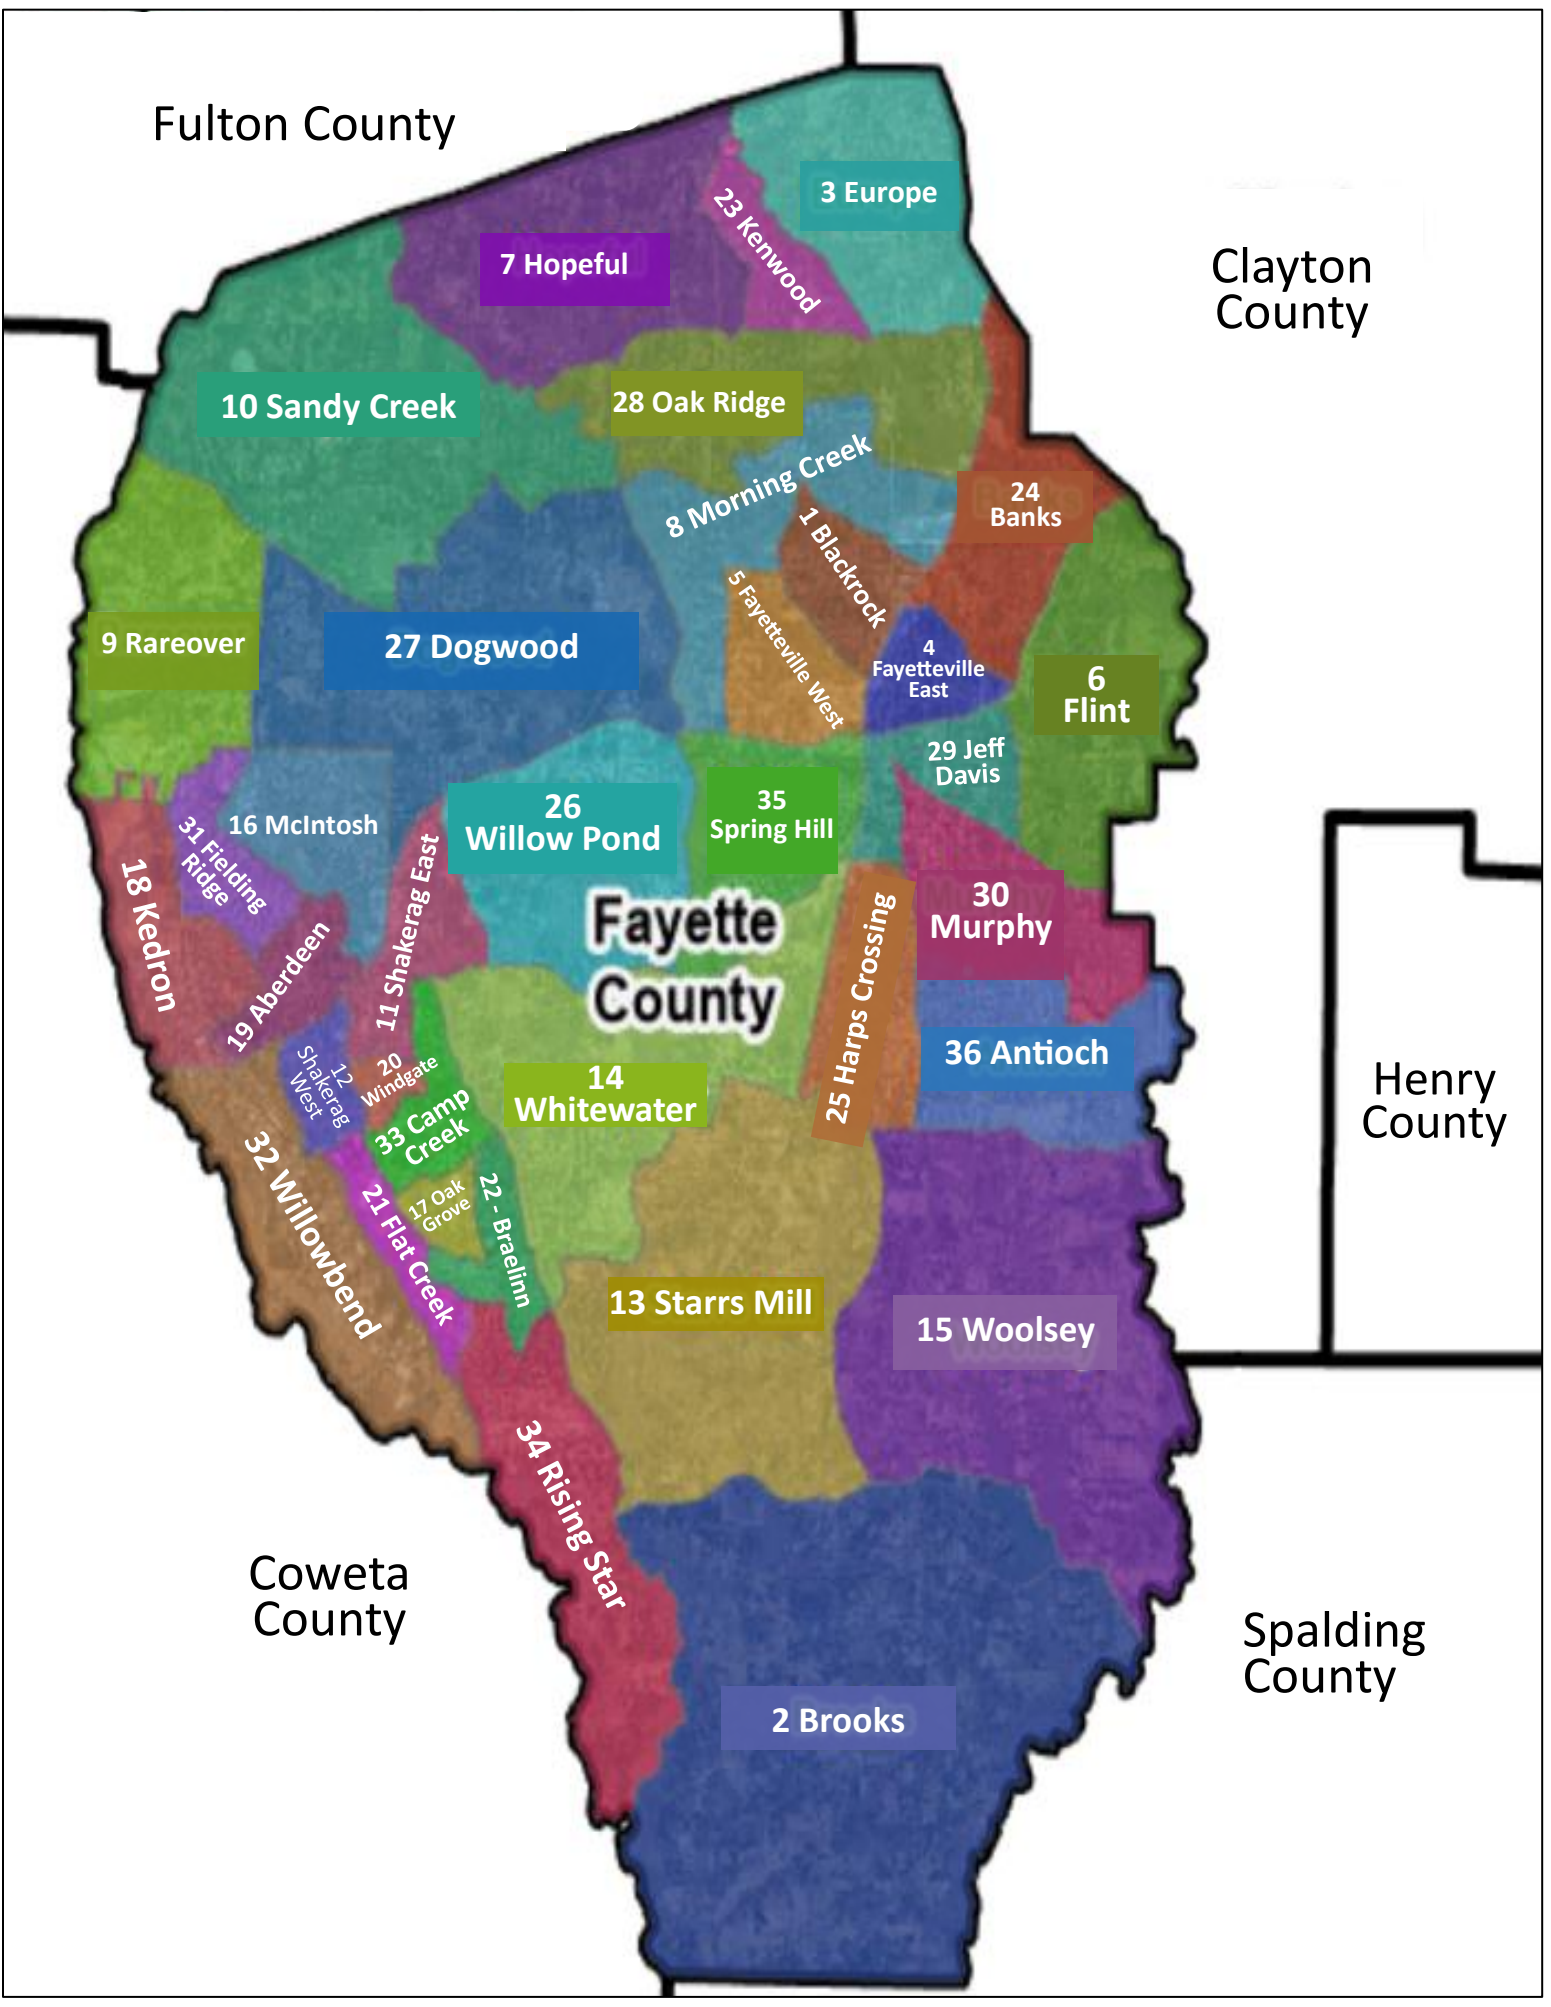 Fulton County
3 Europe
23 Kenwood
7 Hopeful
Clayton
County
10 Sandy Creek
28 Oak Ridge
8 Morning Creek
24
Banks
1 Blackrock
5 Fayetteville West
9 Rareover
27 Dogwood
4
Fayetteville
East
6
Flint
29 Jeff
Davis
26
Willow Pond
35
Spring Hill
16 McIntosh
31 Fielding
Ridge
18 Kedron
11 Shakerag East
Fayette
County
30
Murphy
25 Harps Crossing
19 Aberdeen
36 Antioch
12
Shakerag
West
20
Windgate
14
Whitewater
Henry
County
33 Camp
Creek
32 Willowbend
21 Flat Creek
17 Oak
Grove
22 - Braelinn
13 Starrs Mill
15 Woolsey
34 Rising Star
Coweta
County
Spalding
County
2 Brooks